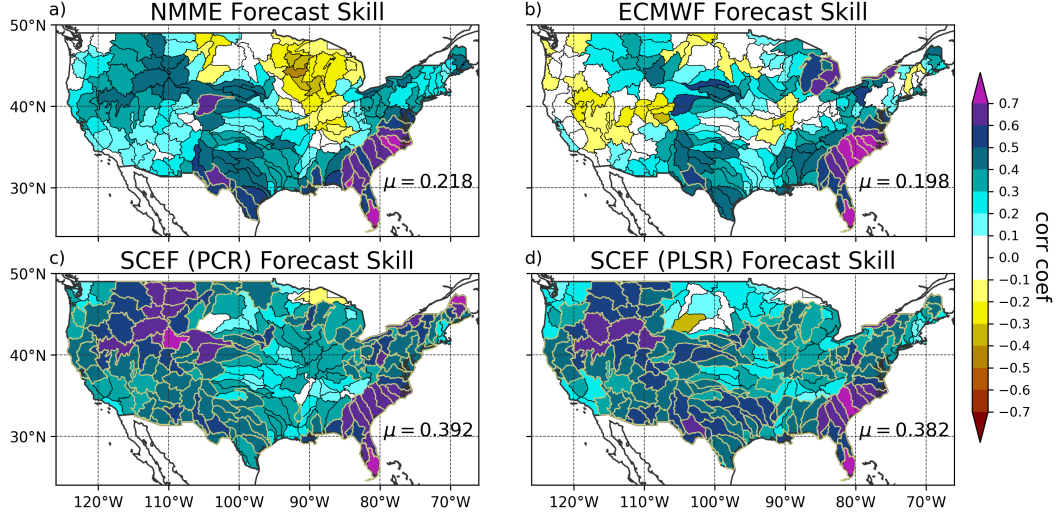 a)
NMME Forecast Skill
b)
ECMWF Forecast Skill
50°N
40°N
30°N
μ = 0.218
μ = 0.198
c)
SCEF (PCR) Forecast Skill
d)
SCEF (PLSR) Forecast Skill
50°N
40°N
30°N
μ = 0.392
μ = 0.382
120°W 110°W 100°W 90°W 80°W 70°W
120°W 110°W 100°W 90°W 80°W 70°W
0.7
0.6
0.5
0.4
0.3
0.2
0.1
0.0
−0.1
−0.2
−0.3
−0.4
−0.5
−0.6
−0.7
corr coef